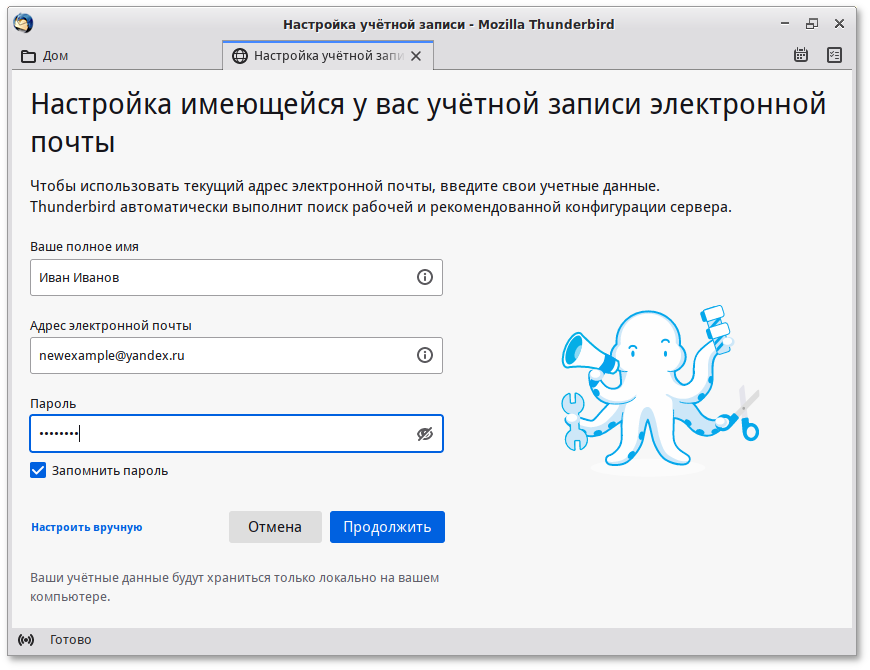 Настройка учётной записи - Mozilla Thunderbird
Дом
Настройка учётной запи
Настройка имеющейся у вас учётной записи электронной
почты
Чтобы использовать текущий адрес электронной почты, введите свои учетные данные.
Thunderbird автоматически выполнит поиск рабочей и рекомендованной конфигурации сервера.
Ваше полное имя
Иван Иванов
Адрес электронной почты
newexample@yandex.ru
Пароль
••••••••
Запомнить пароль
Настроить вручную
Отмена
Продолжить
Ваши учётные данные будут храниться только локально на вашем
компьютере.
Готово